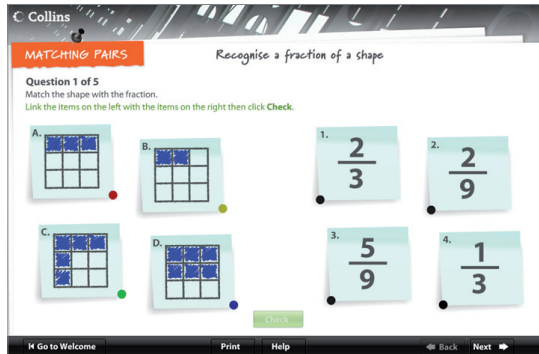 Collins
MATCHING PAIRS
Recognise a fraction of a shape
Question 1 of 5
Match the shape with the fraction.
Link the items on the left with the items on the right then click Check.
A.
B.
C.
D.
1.
2
3
2.
2
9
3.
5
9
4.
1
3
Check
Go to Welcome
Print
Help
Back
Next